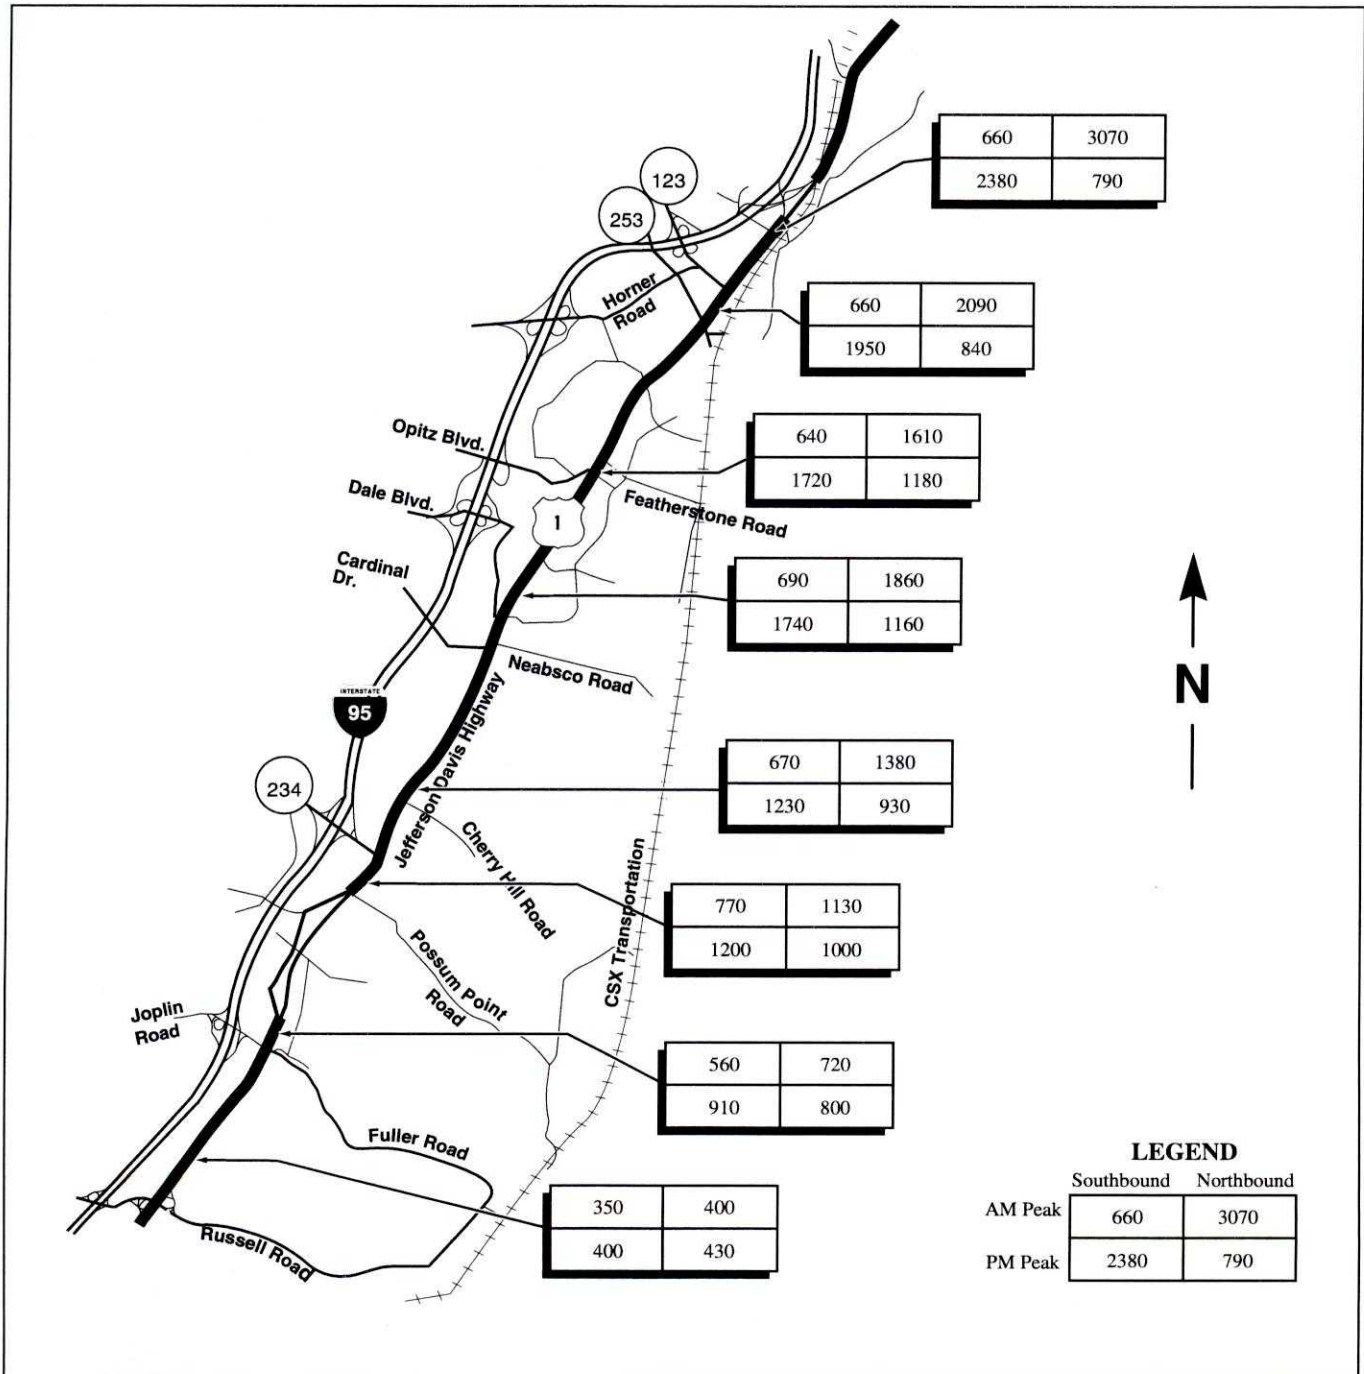 660 3070
2380 790
123
253
Horner
Road
660 2090
1950 840
Opitz Blvd.
640 1610
1720 1180
Dale Blvd.
Featherstone Road
1
Cardinal
Dr.
690 1860
1740 1160
Neabsco Road
INTERSTATE
95
N
Jefferson Davis Highway
234
670 1380
1230 930
Cherry Hill Road
CSX Transportation
770 1130
1200 1000
Possum Point
Road
Joplin
Road
560 720
910 800
Fuller Road
350 400
400 430
Russell Road
LEGEND
Southbound Northbound
AM Peak 660 3070
PM Peak 2380 790